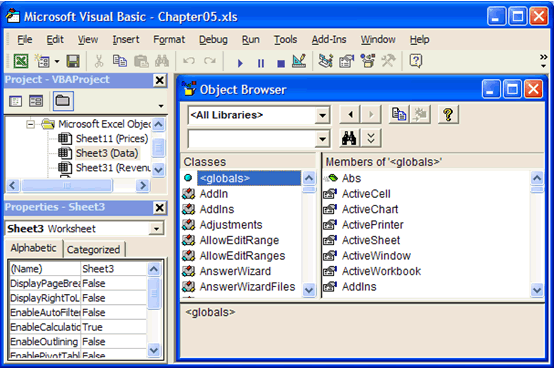 Microsoft Visual Basic - Chapter05.xls
File Edit View Insert Format Debug Run Tools Add-Ins Window Help
Project - VBAProject
Microsoft Excel Objec
Sheet11 (Prices)
Sheet3 (Data)
Sheet31 (Revenu
Properties - Sheet3
Sheet3 Worksheet
Alphabetic Categorized
(Name) Sheet3
DisplayPageBrea False
DisplayRightToL False
EnableAutoFilter False
EnableCalculatio True
EnableOutlining False
EnablePivotTabl False
Object Browser
<All Libraries>
Classes Members of '<globals>'
<globals> Abs
AddIn ActiveCell
AddIns ActiveChart
Adjustments ActivePrinter
AllowEditRange ActiveSheet
AllowEditRanges ActiveWindow
AnswerWizard ActiveWorkbook
AnswerWizardFiles AddIns
<globals>